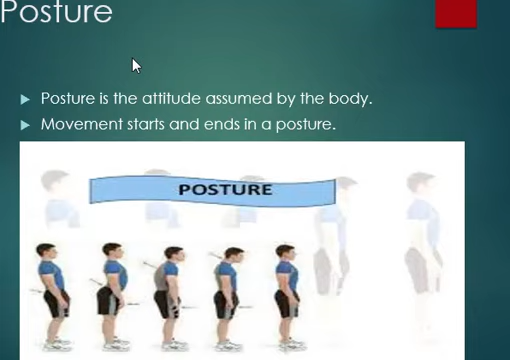 Posture
Posture is the attitude assumed by the body.
Movement starts and ends in a posture.
POSTURE